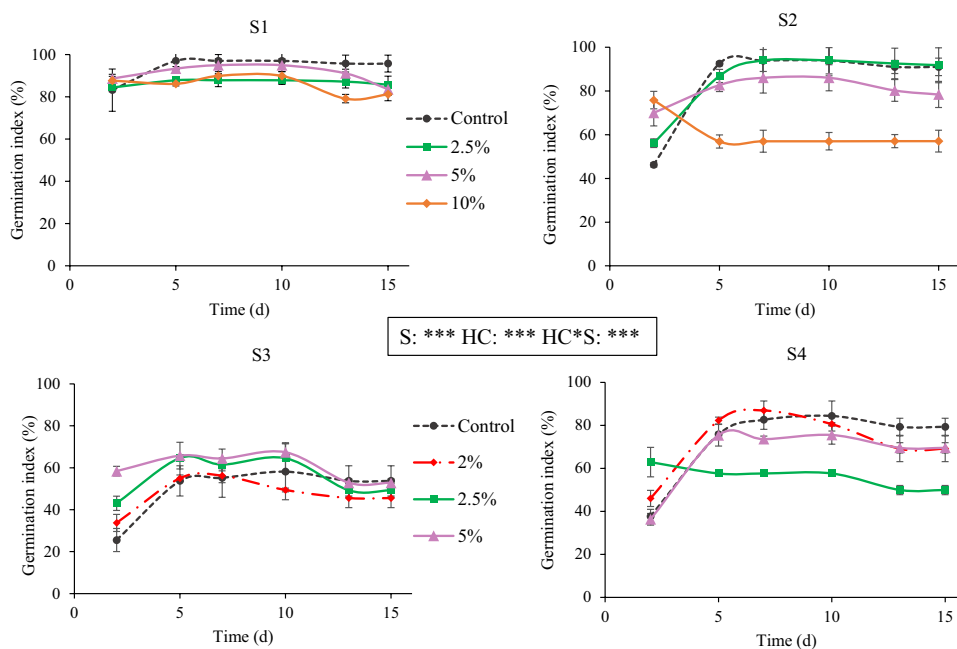 S1
Germination index (%)
100
80
60
40
20
0
0 5 10 15
Time (d)
Control
2.5%
5%
10%
S2
Germination index (%)
100
80
60
40
20
0
0 5 10 15
Time (d)
S: *** HC: *** HC*S: ***
S3
Germination index (%)
100
80
60
40
20
0
0 5 10 15
Time (d)
Control
2%
2.5%
5%
S4
Germination index (%)
100
80
60
40
20
0
0 5 10 15
Time (d)